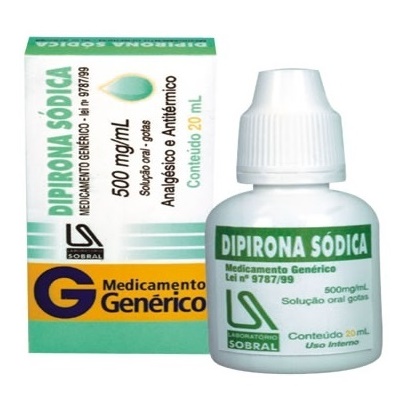 DIPIRONA SÓDICA
DIPIRONA SÓDICA
MEDICAMENTO GENÉRICO - lei nº 9787/99
500 mg/mL
Solução oral - gotas
Analgésico e Antitérmico
Conteúdo 20 mL
LABORATÓRIO
SOBRAL
G Medicamento
Genérico
DIPIRONA SÓDICA
Medicamento Genérico
Lei nº 9787/99
500mg/mL
Solução oral gotas
LABORATÓRIO
SOBRAL
Conteúdo 20 mL
Uso Interno